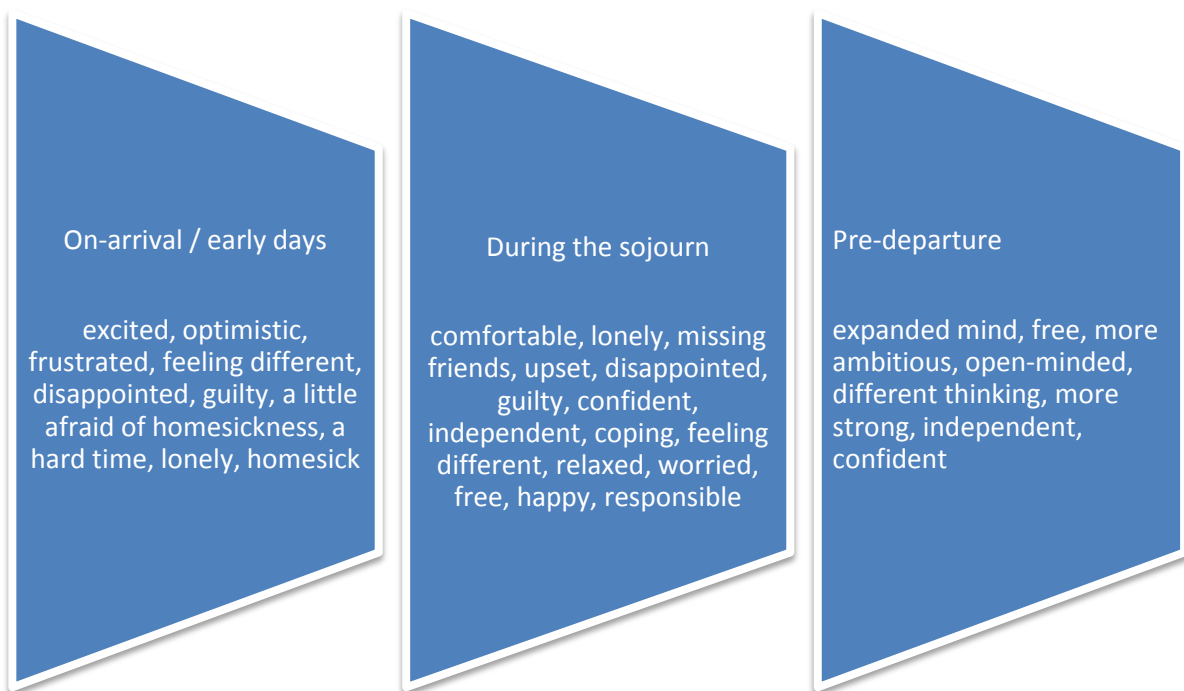 On-arrival / early days
excited, optimistic,
frustrated, feeling different,
disappointed, guilty, a little
afraid of homesickness, a
hard time, lonely, homesick
During the sojourn
comfortable, lonely, missing
friends, upset, disappointed,
guilty, confident,
independent, coping, feeling
different, relaxed, worried,
free, happy, responsible
Pre-departure
expanded mind, free, more
ambitious, open-minded,
different thinking, more
strong, independent,
confident